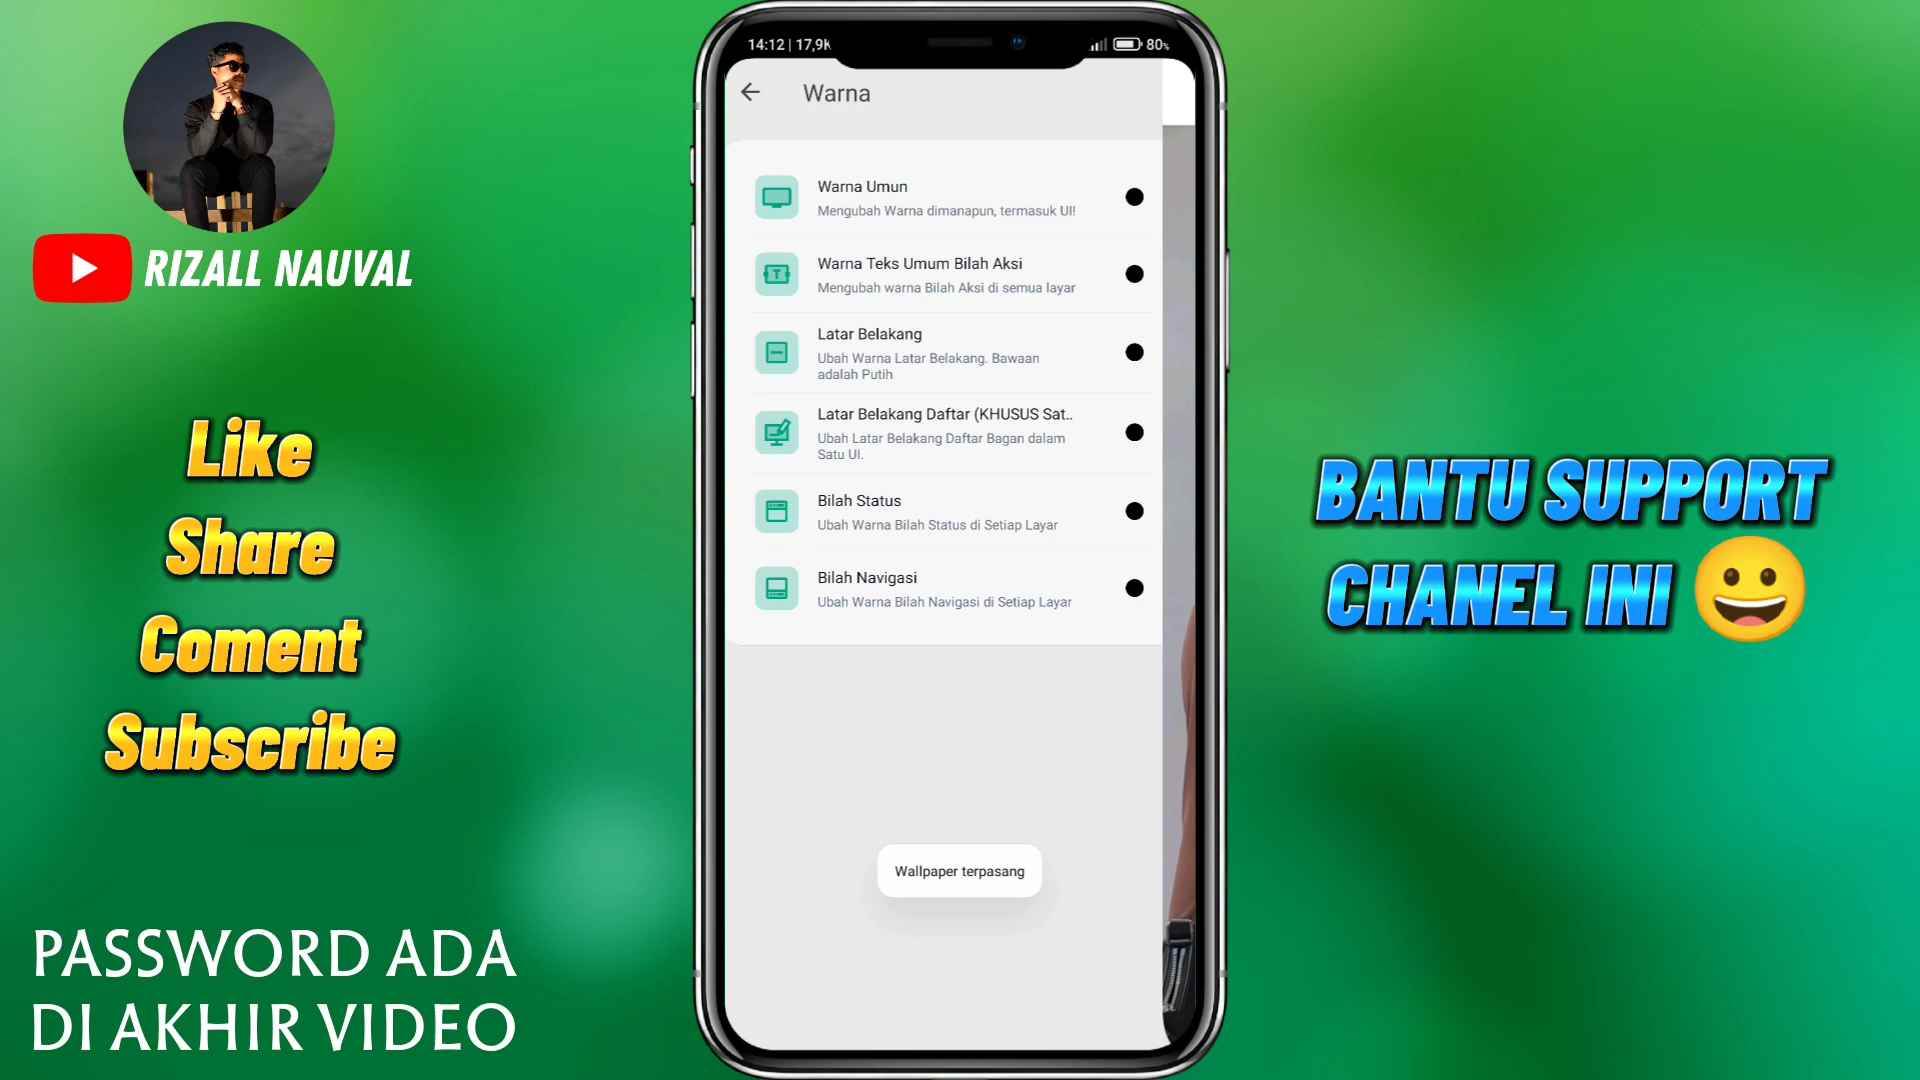 RIZALL NAUVAL
Like
Share
Coment
Subscribe
PASSWORD ADA
DI AKHIR VIDEO
14:12 | 17,9K
80%
Warna
Warna Umun
Mengubah Warna dimanapun, termasuk UI!
Warna Teks Umum Bilah Aksi
Mengubah warna Bilah Aksi di semua layar
Latar Belakang
Ubah Warna Latar Belakang. Bawaan
adalah Putih
Latar Belakang Daftar (KHUSUS Sat..
Ubah Latar Belakang Daftar Bagan dalam
Satu UI.
Bilah Status
Ubah Warna Bilah Status di Setiap Layar
Bilah Navigasi
Ubah Warna Bilah Navigasi di Setiap Layar
Wallpaper terpasang
BANTU SUPPORT
CHANEL INI 😀